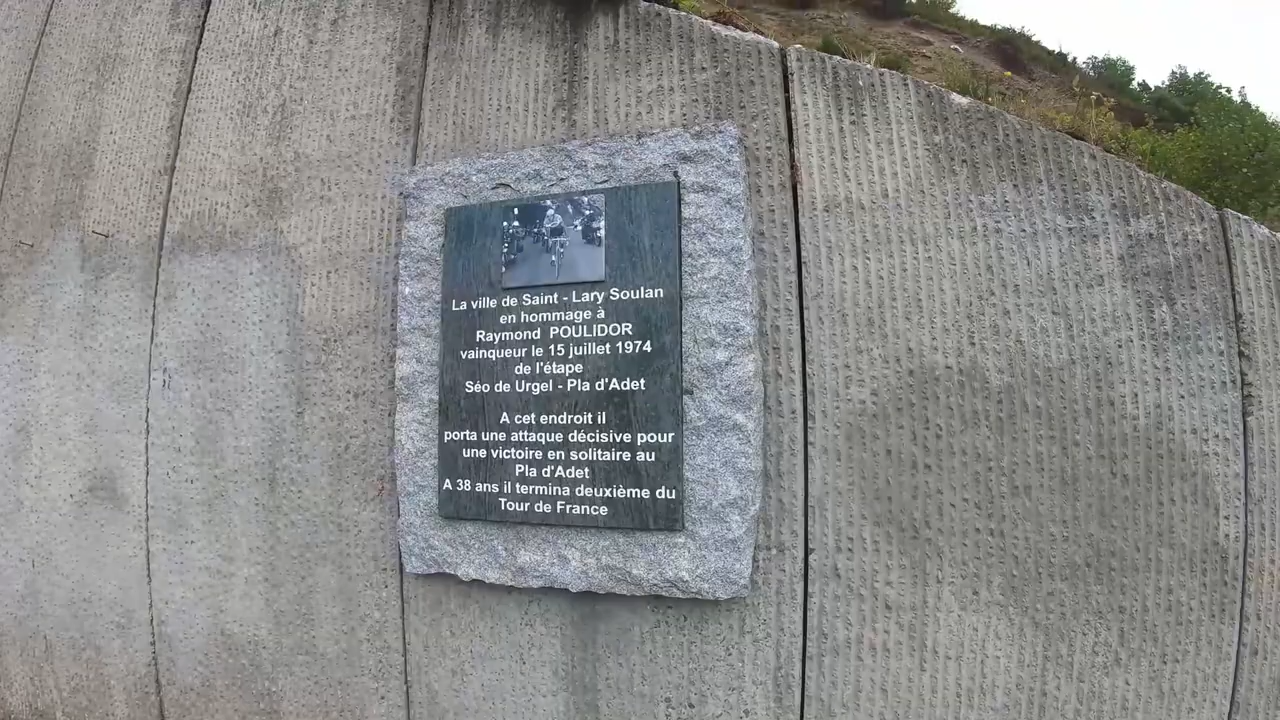 La ville de Saint - Lary Soulan
en hommage à
Raymond POULIDOR
vainqueur le 15 juillet 1974
de l'étape
Séo de Urgel - Pla d'Adet
A cet endroit il
porta une attaque décisive pour
une victoire en solitaire au
Pla d'Adet
A 38 ans il termina deuxième du
Tour de France